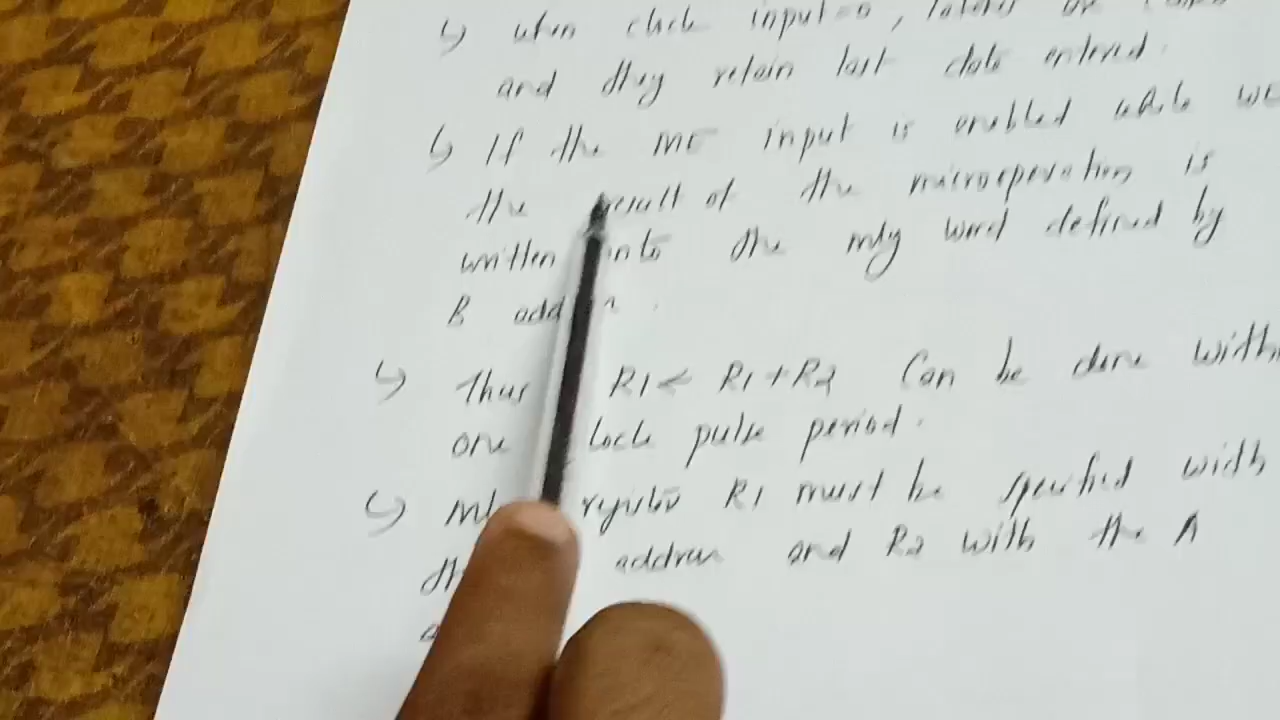 ↳ when clock input=0, latches are
and they retain last data entered.
↳ If the ME input is enabled while WE
the result of the microoperation is
written into the mly word defined by
B
↳ Thus R1 < R1+R2 Can be done with
one clock pulse period.
↳ register R1 must be specified with
address and R2 with the A